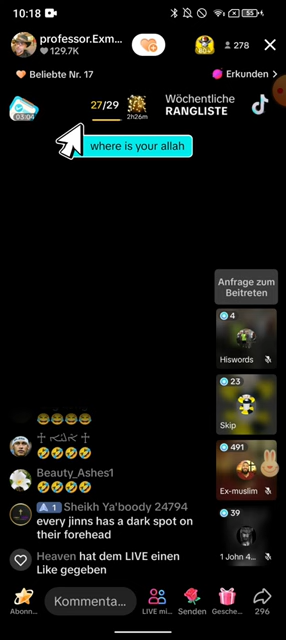 10:18
55
professor.Exm...
129.7K
278
Beliebte Nr. 17
Erkunden
03:04
27/29
2h26m
Wöchentliche
RANGLISTE
where is your allah
Anfrage zum
Beitreten
4
Hiswords
23
Skip
491
Ex-muslim
39
1 John 4...
😂😂😂😂
🤣🤣🤣🤣
Beauty_Ashes1
🤣🤣🤣🤣
A 1 Sheikh Ya'boody 24794
every jinns has a dark spot on
their forehead
Heaven hat dem LIVE einen
Like gegeben
Abonn...
Kommenta...
LIVE mi...
Senden
Gesche...
296